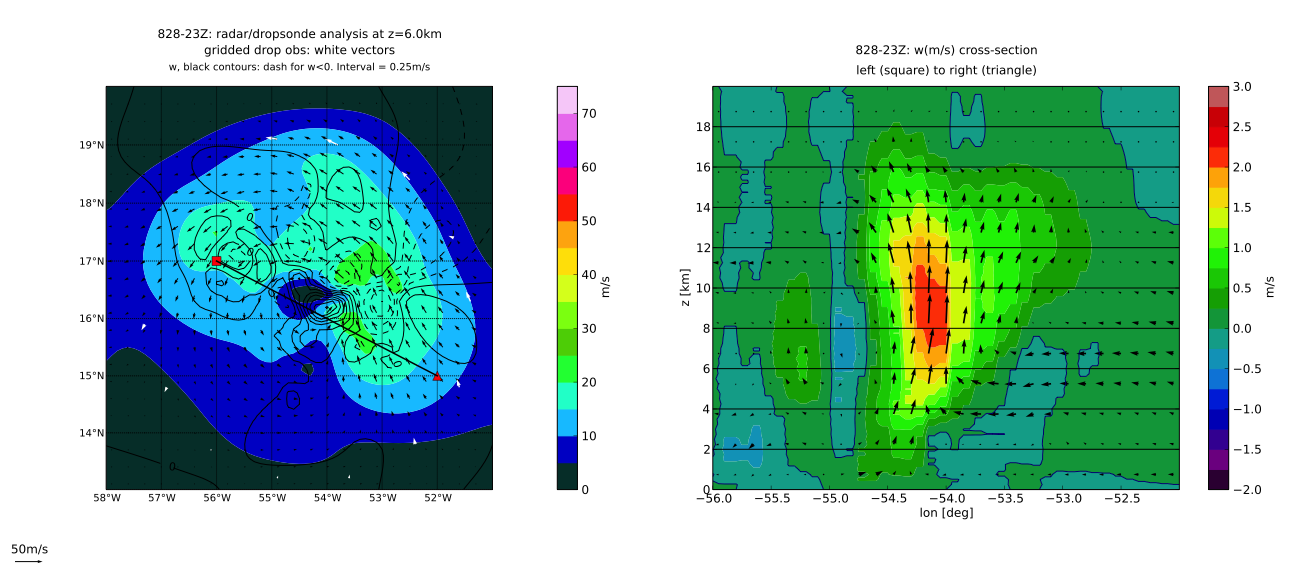 828-23Z: radar/dropsonde analysis at z=6.0km
gridded drop obs: white vectors
w, black contours: dash for w<0. Interval = 0.25m/s
19°N
18°N
17°N
16°N
15°N
14°N
58°W 57°W 56°W 55°W 54°W 53°W 52°W
0
0
0
70
60
50
40
30
20
10
0
m/s
50m/s
828-23Z: w(m/s) cross-section
left (square) to right (triangle)
z [km]
18
16
14
12
10
8
6
4
2
0
−56.0 −55.5 −55.0 −54.5 −54.0 −53.5 −53.0 −52.5
lon [deg]
3.0
2.5
2.0
1.5
1.0
0.5
0.0
−0.5
−1.0
−1.5
−2.0
m/s